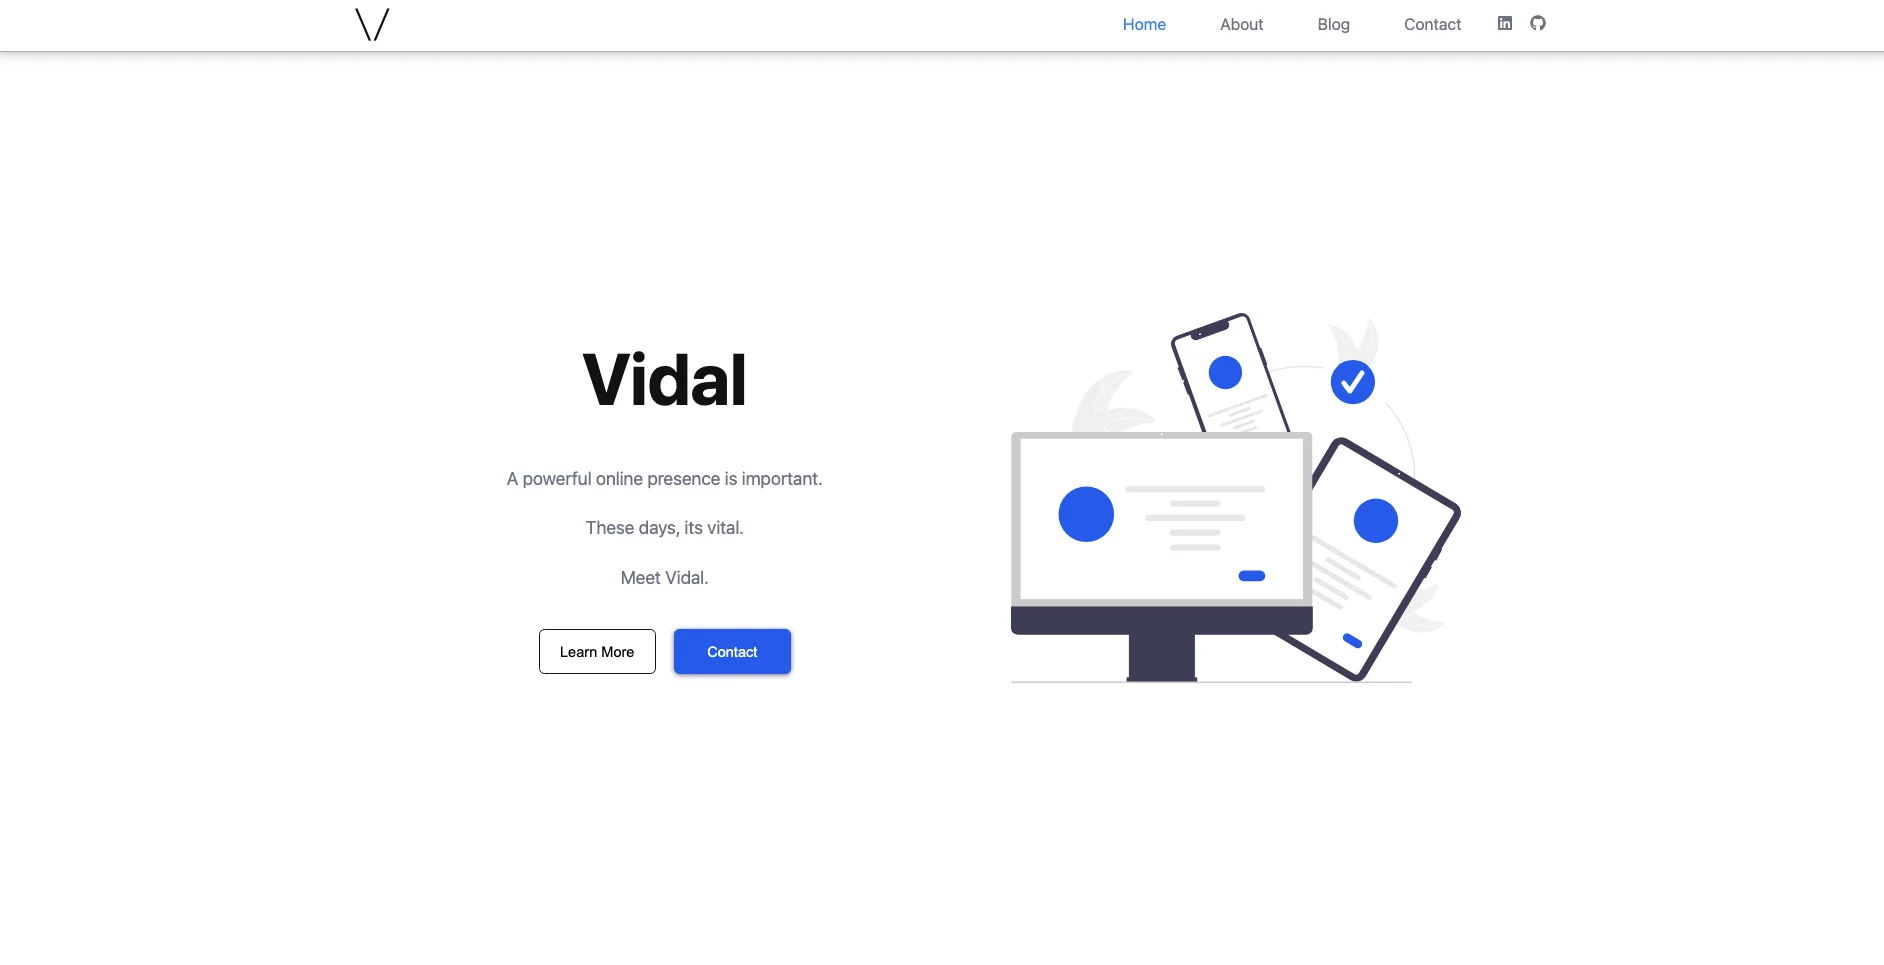 V
Home About Blog Contact
Vidal
A powerful online presence is important.
These days, its vital.
Meet Vidal.
Learn More Contact